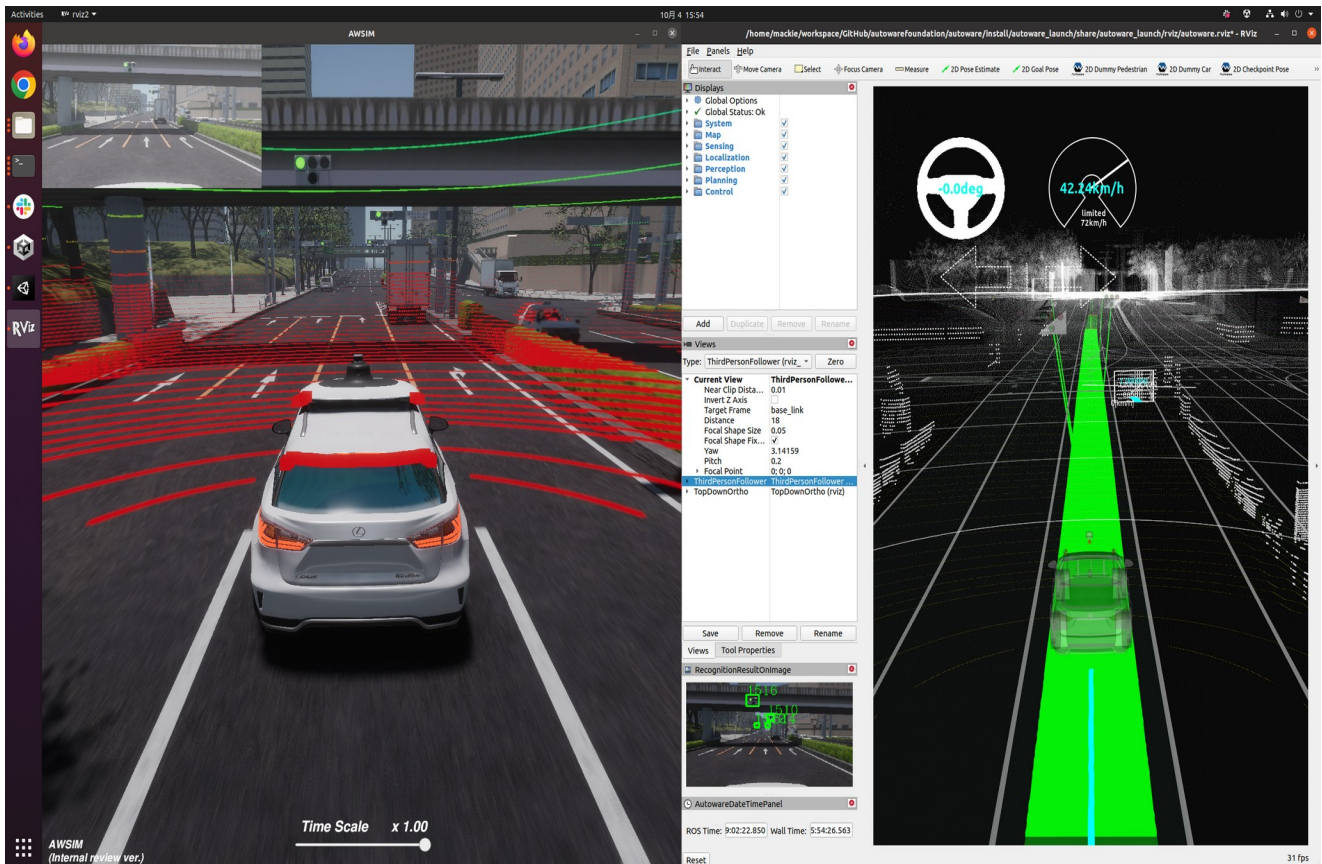 Activities
rviz2
10月 4 15:54
AWSIM
/home/mackie/workspace/GitHub/autowarefoundation/autoware/install/autoware_launch/share/autoware_launch/rviz/autoware.rviz* - RViz
File Panels Help
Interact Move Camera Select Focus Camera Measure 2D Pose Estimate 2D Goal Pose 2D Dummy Pedestrian 2D Dummy Car 2D Checkpoint Pose »
Displays
Global Options
Global Status: Ok
System
Map
Sensing
Localization
Perception
Planning
Control
Add Duplicate Remove Rename
Views
Type: ThirdPersonFollower (rviz_ Zero
Current View ThirdPersonFollowe...
Near Clip Dista... 0.01
Invert Z Axis
Target Frame base_link
Distance 18
Focal Shape Size 0.05
Focal Shape Fix...
Yaw 3.14159
Pitch 0.2
Focal Point 0; 0; 0
ThirdPersonFollower ThirdPersonFollower ...
TopDownOrtho TopDownOrtho (rviz)
Save Remove Rename
Views Tool Properties
RecognitionResultOnImage
1516
1510
AutowareDateTimePanel
ROS Time: 9:02:22.850 Wall Time: 5:54:26.563
Reset
31 fps
-0.0deg
42.24km/h
limited
72km/h
RViz
Time Scale x 1.00
AWSIM
(Internal review ver.)